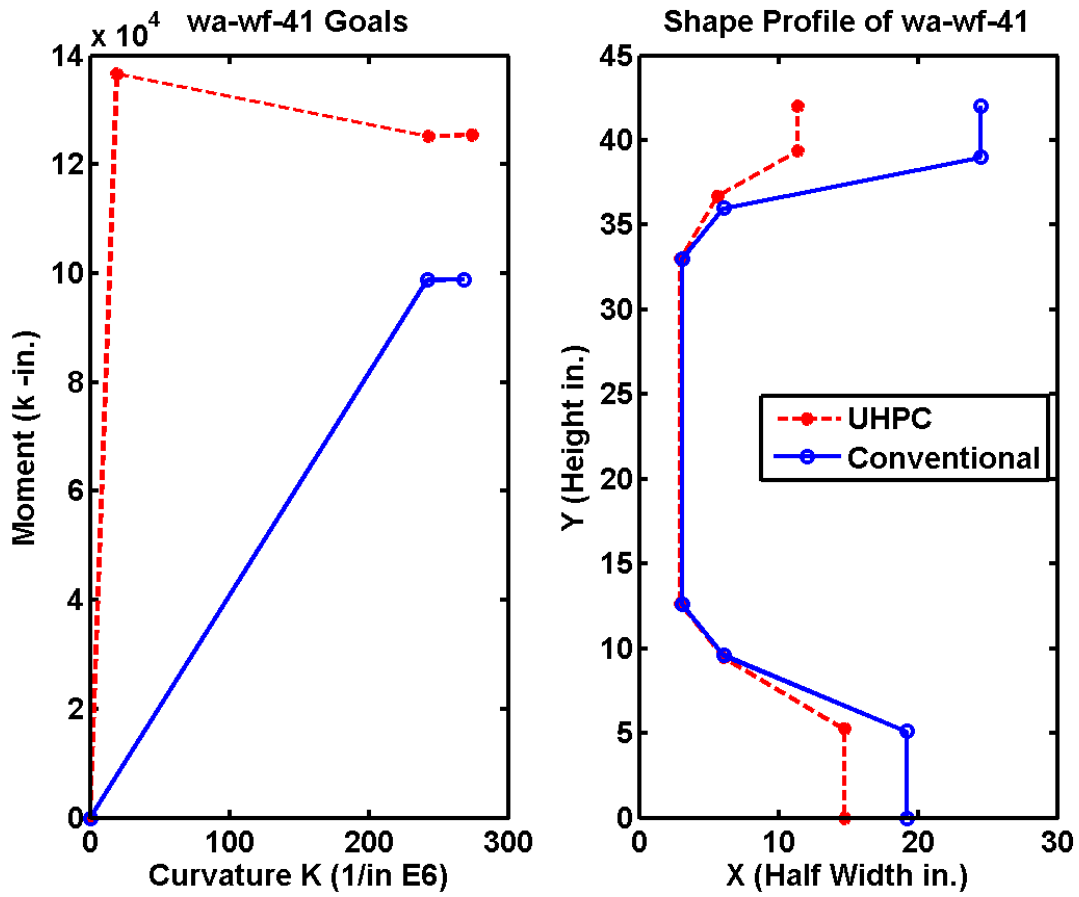 wa-wf-41 Goals
x 10⁴
14
12
10
8
6
4
2
0
Moment (k -in.)
0 100 200 300
Curvature K (1/in E6)
Shape Profile of wa-wf-41
45
40
35
30
25
20
15
10
5
0
Y (Height in.)
UHPC
Conventional
0 10 20 30
X (Half Width in.)